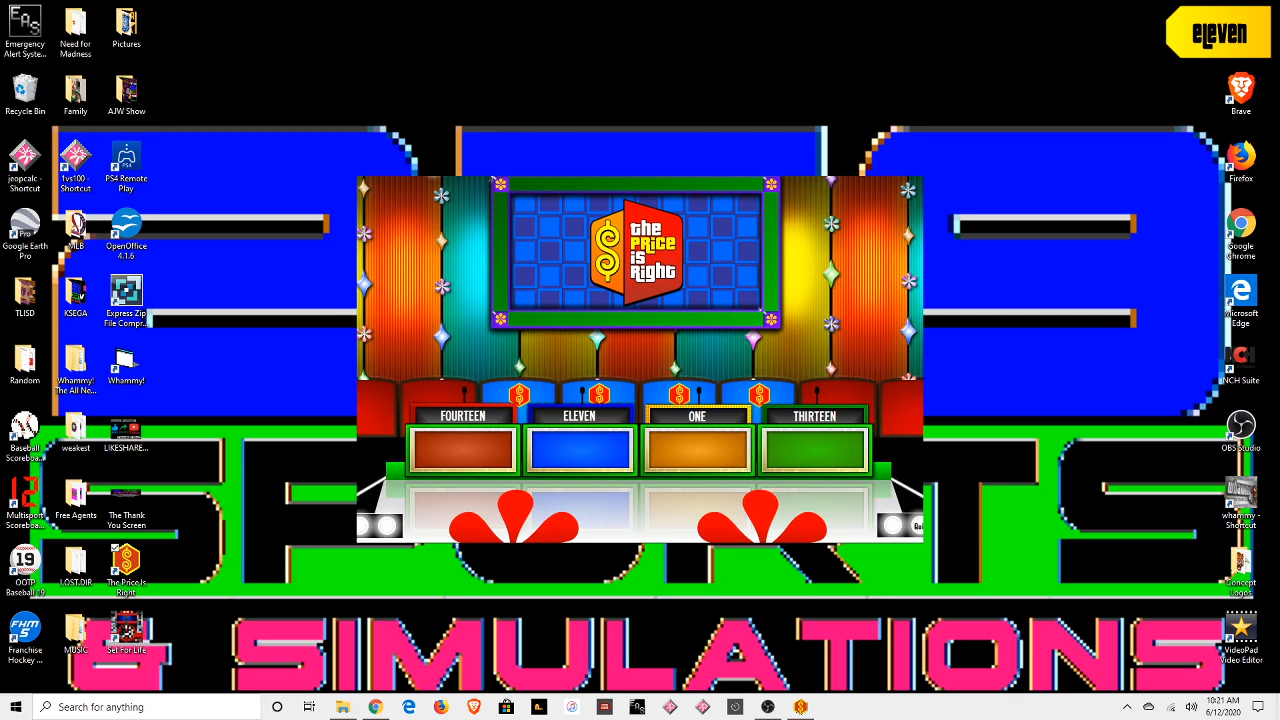 Emergency Alert Syste...
Need for Madness
Pictures
eleven
Recycle Bin
Family
AJW Show
Brave
jeopcalc - Shortcut
1vs100 - Shortcut
PS4 Remote Play
Firefox
Google Earth Pro
MLB
OpenOffice 4.1.6
Google Chrome
TLISD
KSEGA
Express Zip File Compr...
Microsoft Edge
Random
Whammy! The All Ne...
Whammy!
NCH Suite
Baseball Scoreboa...
weakest
LIKESHARE...
OBS Studio
Multisport Scoreboa...
Free Agents
The Thank You Screen
whammy - Shortcut
OOTP Baseball 19
LOST.DIR
The Price Is Right
Concept Logos
Franchise Hockey ...
MUSIC
Set For Life
VideoPad Video Editor
the PRICE is Right
FOURTEEN
ELEVEN
ONE
THIRTEEN
SPORTS
& SIMULATIONS
Search for anything
10:21 AM
6/12/2020